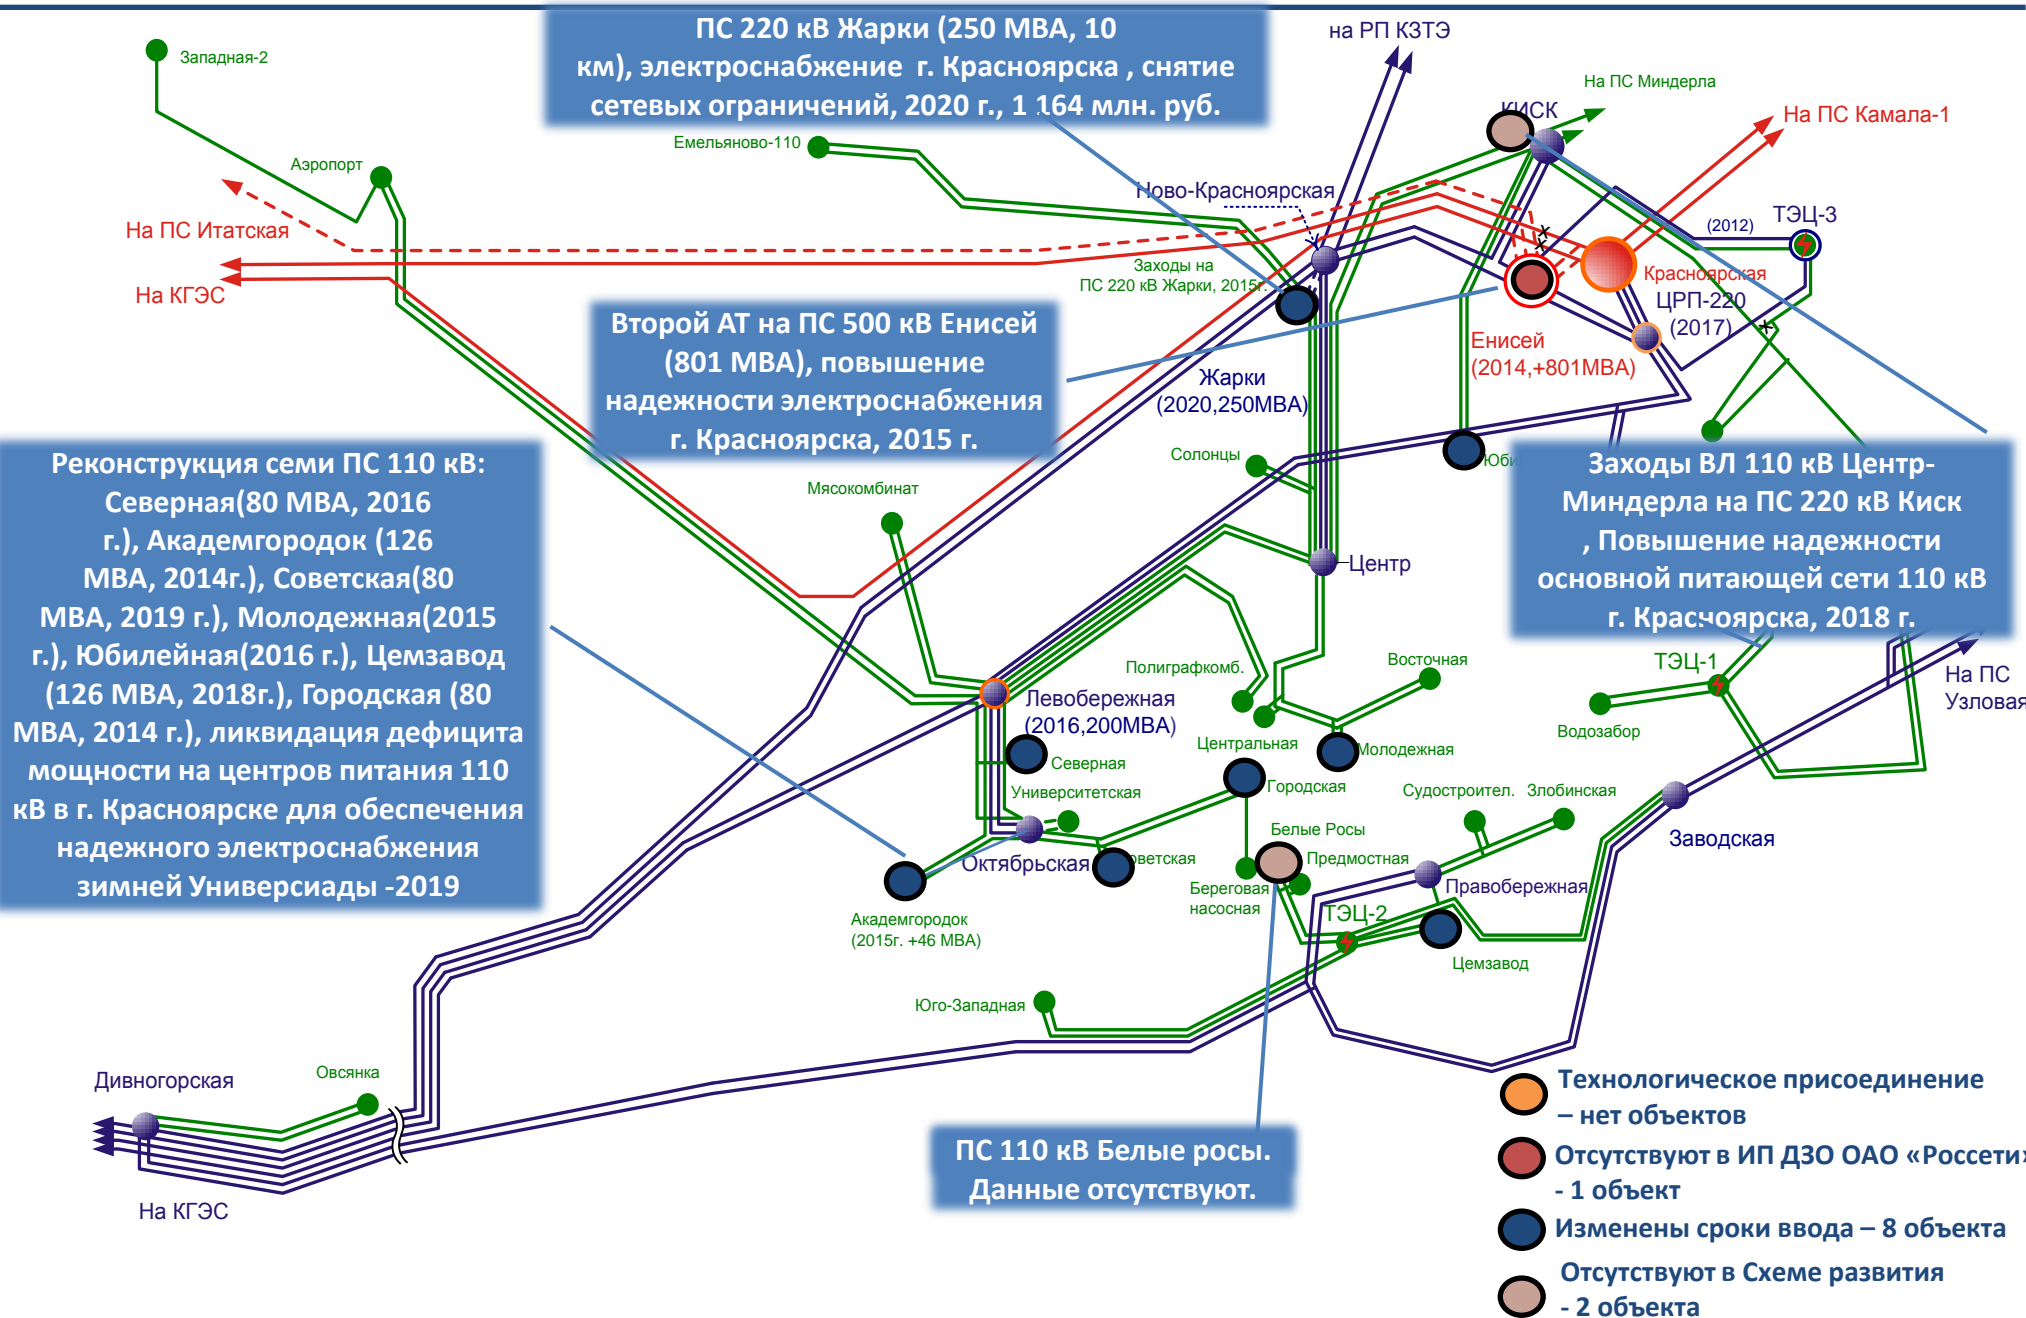 ПС 220 кВ Жарки (250 МВА, 10
км), электроснабжение г. Красноярска , снятие
сетевых ограничений, 2020 г., 1 164 млн. руб.
на РП КЗТЭ
Западная-2
На ПС Миндерла
КИСК
На ПС Камала-1
Емельяново-110
Аэропорт
Ново-Красноярская
ТЭЦ-3
(2012)
На ПС Итатская
Заходы на
ПС 220 кВ Жарки, 2015г.
Красноярская
На КГЭС
ЦРП-220
(2017)
Второй АТ на ПС 500 кВ Енисей
(801 МВА), повышение
надежности электроснабжения
г. Красноярска, 2015 г.
Енисей
(2014,+801МВА)
Жарки
(2020,250МВА)
Реконструкция семи ПС 110 кВ:
Северная(80 МВА, 2016
г.), Академгородок (126
МВА, 2014г.), Советская(80
МВА, 2019 г.), Молодежная(2015
г.), Юбилейная(2016 г.), Цемзавод
(126 МВА, 2018г.), Городская (80
МВА, 2014 г.), ликвидация дефицита
мощности на центров питания 110
кВ в г. Красноярске для обеспечения
надежного электроснабжения
зимней Универсиады -2019
Солонцы
Мясокомбинат
Заходы ВЛ 110 кВ Центр-
Миндерла на ПС 220 кВ Киск
, Повышение надежности
основной питающей сети 110 кВ
г. Красноярска, 2018 г.
Центр
Полиграфкомб.
Восточная
ТЭЦ-1
На ПС
Узловая
Левобережная
(2016,200МВА)
Водозабор
Центральная
Молодежная
Северная
Университетская
Городская
Судостроител.
Злобинская
Белые Росы
Заводская
Октябрьская
Предмостная
Правобережная
Береговая
насосная
ТЭЦ-2
Академгородок
(2015г. +46 МВА)
Цемзавод
Юго-Западная
Дивногорская
Овсянка
На КГЭС
ПС 110 кВ Белые росы.
Данные отсутствуют.
Технологическое присоединение
– нет объектов
Отсутствуют в ИП ДЗО ОАО «Россети»
- 1 объект
Изменены сроки ввода – 8 объекта
Отсутствуют в Схеме развития
- 2 объекта